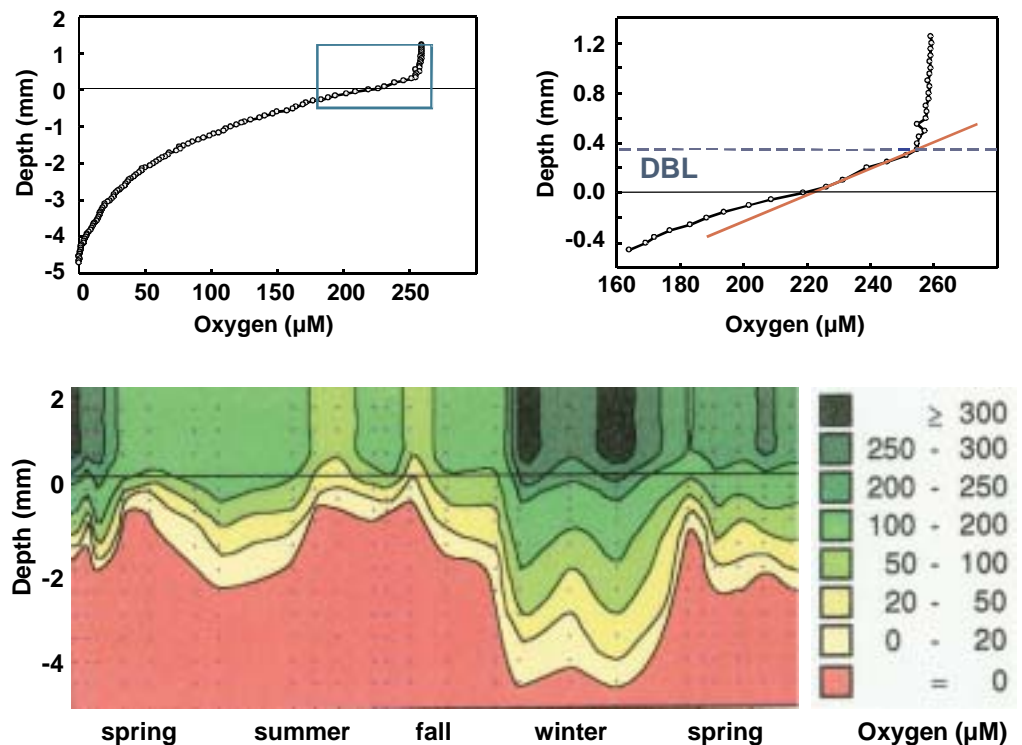 2
1
0
-1
-2
-3
-4
-5
Depth (mm)
0 50 100 150 200 250
Oxygen (µM)
1.2
0.8
0.4
0.0
-0.4
Depth (mm)
DBL
160 180 200 220 240 260
Oxygen (µM)
2
0
-2
-4
Depth (mm)
spring summer fall winter spring
≥ 300
250 - 300
200 - 250
100 - 200
50 - 100
20 - 50
0 - 20
= 0
Oxygen (µM)